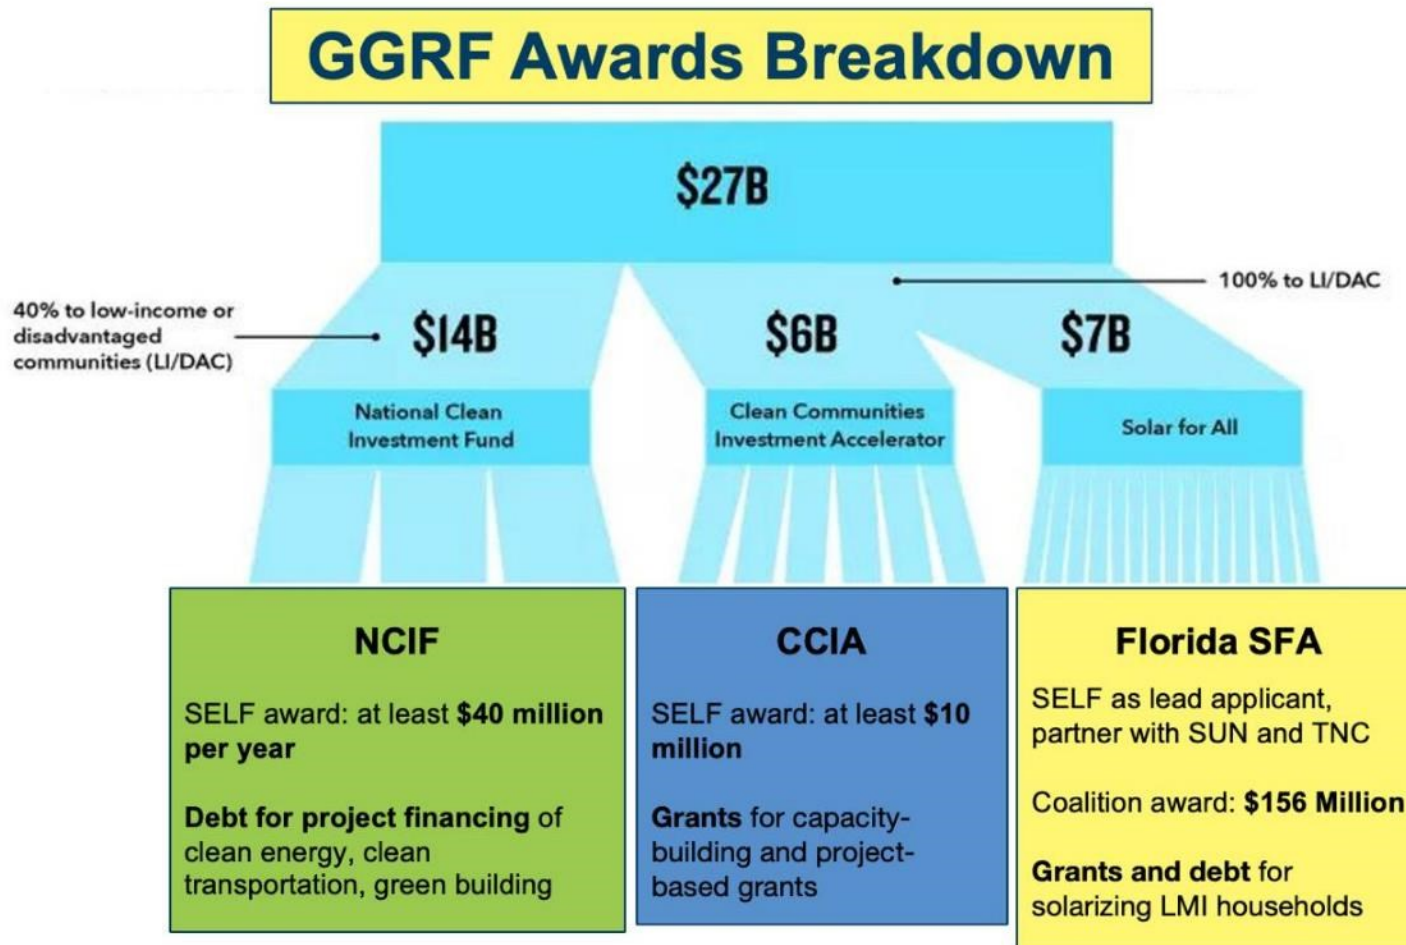 GGRF Awards Breakdown
$27B
40% to low-income or
disadvantaged
communities (LI/DAC)
100% to LI/DAC
$14B
$6B
$7B
National Clean
Investment Fund
Clean Communities
Investment Accelerator
Solar for All
NCIF
SELF award: at least $40 million
per year
Debt for project financing of
clean energy, clean
transportation, green building
CCIA
SELF award: at least $10
million
Grants for capacity-
building and project-
based grants
Florida SFA
SELF as lead applicant,
partner with SUN and TNC
Coalition award: $156 Million
Grants and debt for
solarizing LMI households